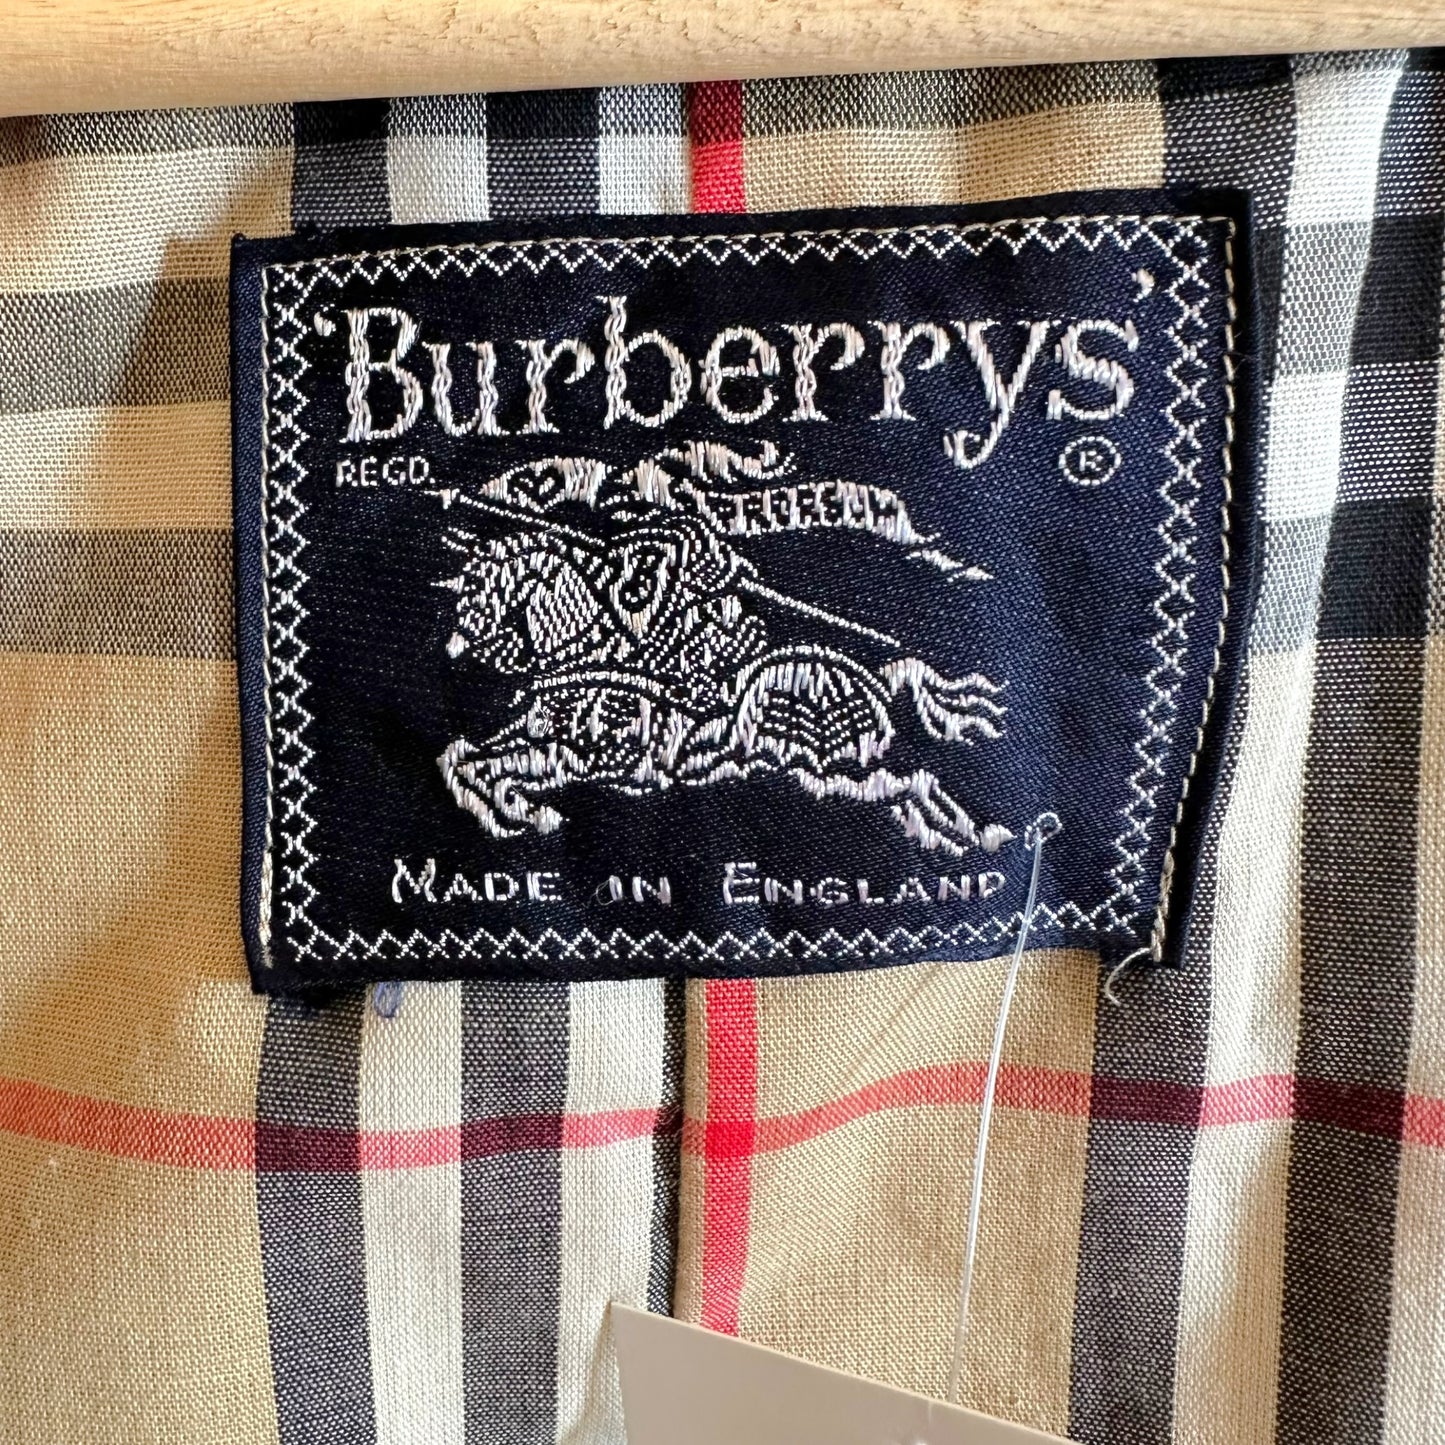 'Burberrys'
REGD. ®
PRORSUM
MADE IN ENGLAND